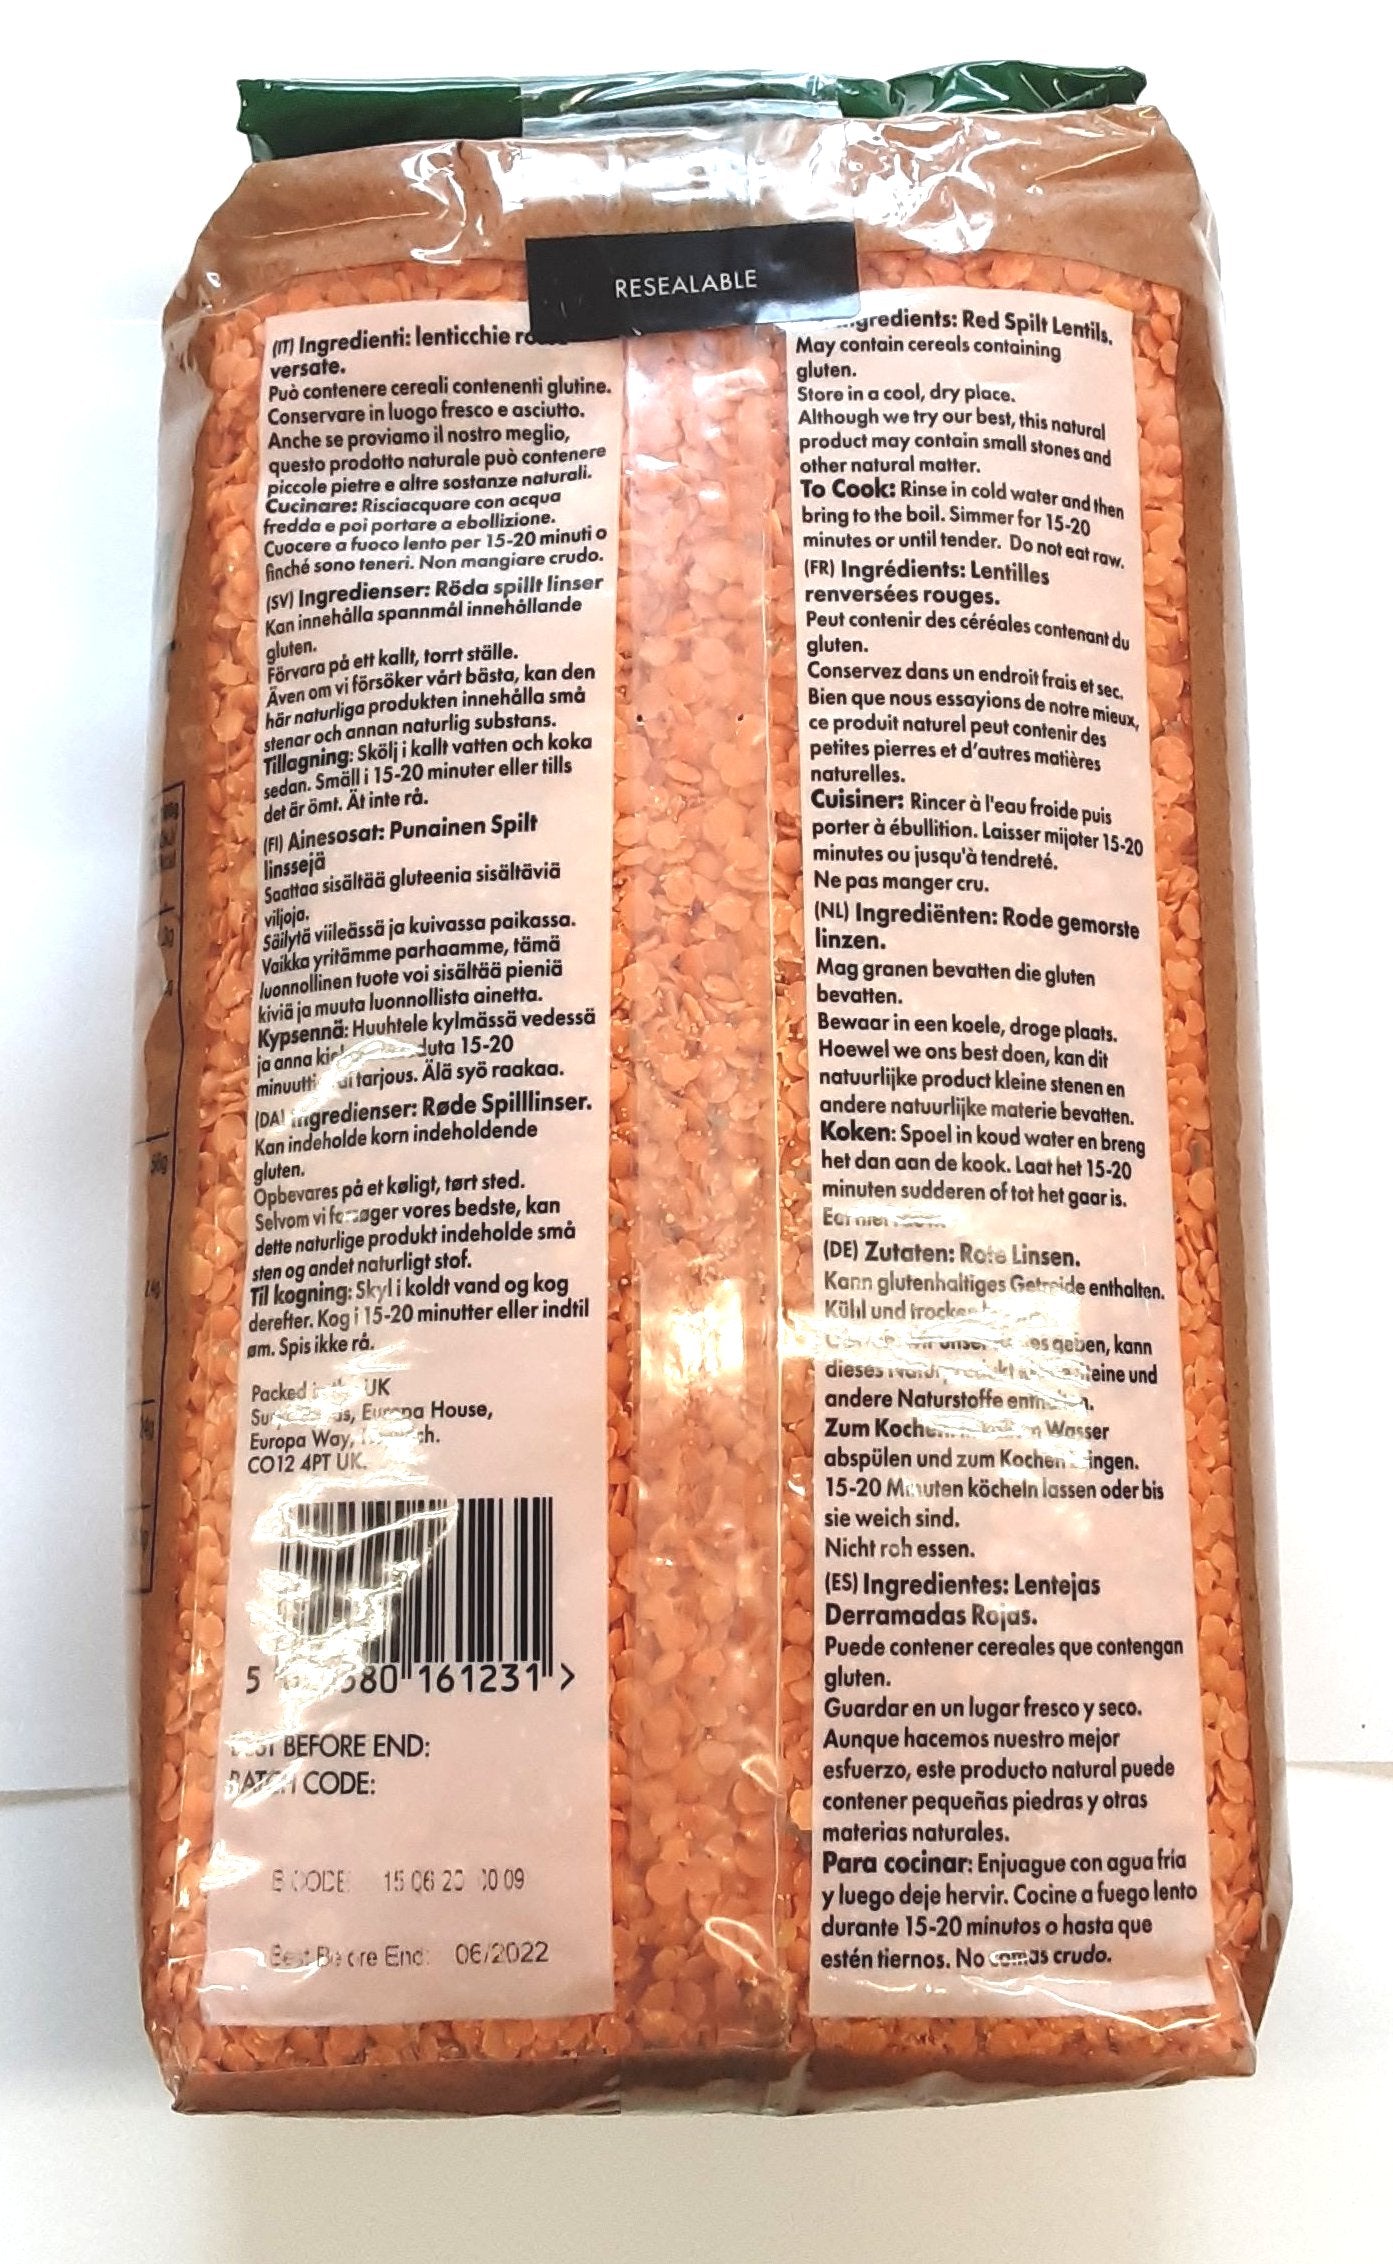 RESEALABLE
(IT) Ingredienti: lenticchie
versate.
Può contenere cereali contenenti glutine.
Conservare in luogo fresco e asciutto.
Anche se proviamo il nostro meglio,
questo prodotto naturale può contenere
piccole pietre e altre sostanze naturali.
Cucinare: Risciacquare con acqua
fredda e poi portare a ebollizione.
Cuocere a fuoco lento per 15-20 minuti o
finché sono teneri. Non mangiare crudo.
(SV) Ingredienser: Röda spillt linser
Kan innehålla spannmål innehållande
gluten.
Förvara på ett kallt, torrt ställe.
Även om vi försöker vårt bästa, kan den
här naturliga produkten innehålla små
stenar och annan naturlig substans.
Tillagning: Skölj i kallt vatten och koka
sedan. Smäll i 15-20 minuter eller tills
det är ömt. Ät inte rå.
(FI) Ainesosat: Punainen Spilt
linssejä
Saattaa sisältää gluteenia sisältäviä
viljoja.
Säilytä viileässä ja kuivassa paikassa.
Vaikka yritämme parhaamme, tämä
luonnollinen tuote voi sisältää pieniä
kiviä ja muuta luonnollista ainetta.
Kypsennä: Huuhtele kylmässä vedessä
ja anna 15-20
tarjous. Älä syö raakaa.
(DA) Ingredienser: Røde Spilllinser.
Kan indeholde korn indeholdende
gluten.
Opbevares på et køligt, tørt sted.
Selvom vi forsøger vores bedste, kan
dette naturlige produkt indeholde små
sten og andet naturligt stof.
Til kogning: Skyl i koldt vand og kog
derefter. Kog i 15-20 minutter eller indtil
øm. Spis ikke rå.
Packed in the UK
Europa House,
Europa Way,
CO12 4PT UK.
5 161231 >
BEST BEFORE END:
BATCH CODE:
B CODE: 15 06 20
Best Before End: 06/2022
Ingredients: Red Spilt Lentils.
May contain cereals containing
gluten.
Store in a cool, dry place.
Although we try our best, this natural
product may contain small stones and
other natural matter.
To Cook: Rinse in cold water and then
bring to the boil. Simmer for 15-20
minutes or until tender. Do not eat raw.
(FR) Ingrédients: Lentilles
renversées rouges.
Peut contenir des céréales contenant du
gluten.
Conservez dans un endroit frais et sec.
Bien que nous essayions de notre mieux,
ce produit naturel peut contenir des
petites pierres et d'autres matières
naturelles.
Cuisiner: Rincer à l'eau froide puis
porter à ébullition. Laisser mijoter 15-20
minutes ou jusqu'à tendreté.
Ne pas manger cru.
(NL) Ingrediënten: Rode gemorste
linzen.
Mag granen bevatten die gluten
bevatten.
Bewaar in een koele, droge plaats.
Hoewel we ons best doen, kan dit
natuurlijke product kleine stenen en
andere natuurlijke materie bevatten.
Koken: Spoel in koud water en breng
het dan aan de kook. Laat het 15-20
minuten sudderen of tot het gaar is.
(DE) Zutaten: Rote Linsen.
Kann glutenhaltiges Getreide enthalten.
Kühl und trocken
geben, kann
dieses und
andere Naturstoffe
Zum Kochen Wasser
abspülen und zum Kochen
15-20 Minuten köcheln lassen oder bis
sie weich sind.
Nicht roh essen.
(ES) Ingredientes: Lentejas
Derramadas Rojas.
Puede contener cereales que contengan
gluten.
Guardar en un lugar fresco y seco.
Aunque hacemos nuestro mejor
esfuerzo, este producto natural puede
contener pequeñas piedras y otras
materias naturales.
Para cocinar: Enjuague con agua fría
y luego deje hervir. Cocine a fuego lento
durante 15-20 minutos o hasta que
estén tiernos. No comas crudo.